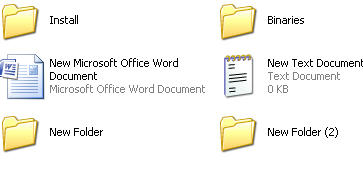 Install
Binaries
New Microsoft Office Word
Document
Microsoft Office Word Document
New Text Document
Text Document
0 KB
New Folder
New Folder (2)